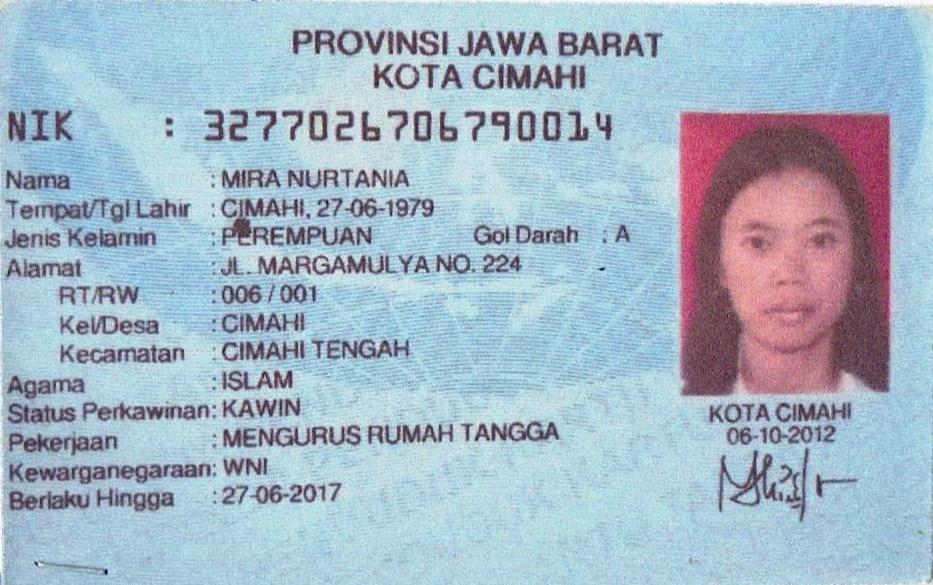 PROVINSI JAWA BARAT
KOTA CIMAHI
NIK : 3277026706790014
Nama : MIRA NURTANIA
Tempat/Tgl Lahir : CIMAHI, 27-06-1979
Jenis Kelamin : PEREMPUAN Gol Darah : A
Alamat : JL. MARGAMULYA NO. 224
RT/RW : 006 / 001
Kel/Desa : CIMAHI
Kecamatan : CIMAHI TENGAH
Agama : ISLAM
Status Perkawinan: KAWIN
Pekerjaan : MENGURUS RUMAH TANGGA
Kewarganegaraan: WNI
Berlaku Hingga : 27-06-2017
KOTA CIMAHI
06-10-2012